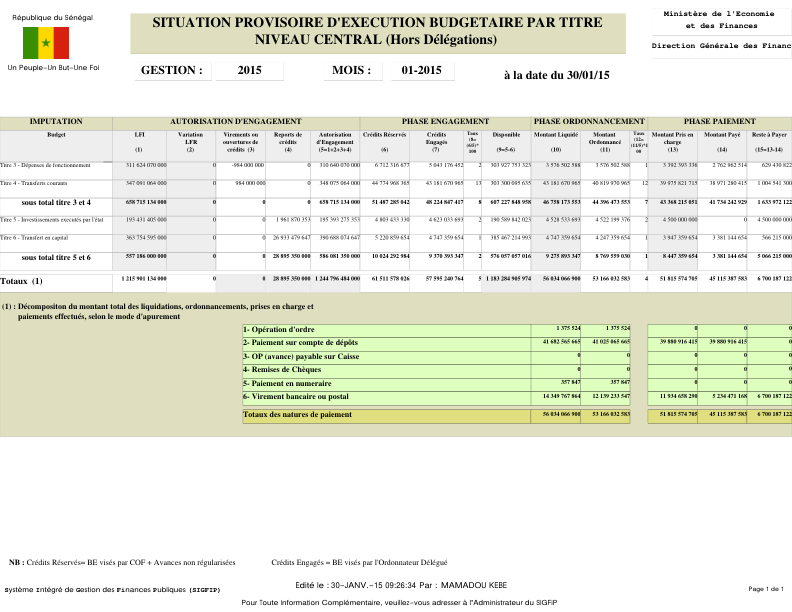 République du Sénégal
Un Peuple-Un But-Une Foi
SITUATION PROVISOIRE D'EXECUTION BUDGETAIRE PAR TITRE
NIVEAU CENTRAL (Hors Délégations)
Ministère de l'Economie
et des Finances
Direction Générale des Financ
GESTION : 2015 MOIS : 01-2015 à la date du 30/01/15
IMPUTATION AUTORISATION D'ENGAGEMENT PHASE ENGAGEMENT PHASE ORDONNANCEMENT PHASE PAIEMENT
Budget LFI (1) Variation LFR (2) Virements ou ouvertures de crédits (3) Reports de crédits (4) Autorisation d'Engagement (5=1+2+3+4) Crédits Réservés (6) Crédits Engagés (7) Taux Disponible (9=5-6) Montant Liquidé (10) Montant Ordonnancé (11) Taux Montant Pris en charge (13) Montant Payé (14) Reste à Payer (15=13-14)
Titre 3 - Dépenses de fonctionnement 311 624 070 000 0 -984 000 000 0 310 640 070 000 6 712 316 677 5 043 176 452 2 303 927 753 323 3 576 502 588 3 576 502 588 1 3 392 393 336 2 762 962 514 629 430 822
Titre 4 - Transferts courants 347 091 064 000 0 984 000 000 0 348 075 064 000 44 774 968 365 43 181 670 965 13 303 300 095 635 43 181 670 965 40 819 970 965 12 39 975 821 715 38 971 280 415 1 004 541 300
sous total titre 3 et 4 658 715 134 000 0 0 0 658 715 134 000 51 487 285 042 48 224 847 417 8 607 227 848 958 46 758 173 553 44 396 473 553 7 43 368 215 051 41 734 242 929 1 633 972 122
Titre 5 - Investissements executés par l'état 193 431 405 000 0 0 1 961 870 353 195 393 275 353 4 803 433 330 4 623 033 693 2 190 589 842 023 4 528 533 693 4 522 199 376 2 4 500 000 000 0 4 500 000 000
Titre 6 - Transfert en capital 363 754 595 000 0 0 26 933 479 647 390 688 074 647 5 220 859 654 4 747 359 654 1 385 467 214 993 4 747 359 654 4 247 359 654 1 3 947 359 654 3 381 144 654 566 215 000
sous total titre 5 et 6 557 186 000 000 0 0 28 895 350 000 586 081 350 000 10 024 292 984 9 370 393 347 2 576 057 057 016 9 275 893 347 8 769 559 030 1 8 447 359 654 3 381 144 654 5 066 215 000
Totaux (1) 1 215 901 134 000 0 0 28 895 350 000 1 244 796 484 000 61 511 578 026 57 595 240 764 5 1 183 284 905 974 56 034 066 900 53 166 032 583 4 51 815 574 705 45 115 387 583 6 700 187 122
(1) : Décompositon du montant total des liquidations, ordonnancements, prises en charge et
paiements effectués, selon le mode d'apurement
1- Opération d'ordre 1 375 524 1 375 524 0 0 0
2- Paiement sur compte de dépôts 41 682 565 665 41 025 065 665 39 880 916 415 39 880 916 415 0
3- OP (avance) payable sur Caisse 0 0 0 0 0
4- Remises de Chèques 0 0 0 0 0
5- Paiement en numeraire 357 847 357 847 0 0 0
6- Virement bancaire ou postal 14 349 767 864 12 139 233 547 11 934 658 290 5 234 471 168 6 700 187 122
Totaux des natures de paiement 56 034 066 900 53 166 032 583 51 815 574 705 45 115 387 583 6 700 187 122
NB : Crédits Réservés= BE visés par COF + Avances non régularisées Crédits Engagés = BE visés par l'Ordonnateur Délégué
Système Intégré de Gestion des Finances Publiques (SIGFIP) Edité le : 30-JANV.-15 09:26:34 Par : MAMADOU KEBE Page 1 de 1
Pour Toute Information Complémentaire, veuillez-vous adresser à l'Administrateur du SIGFIP